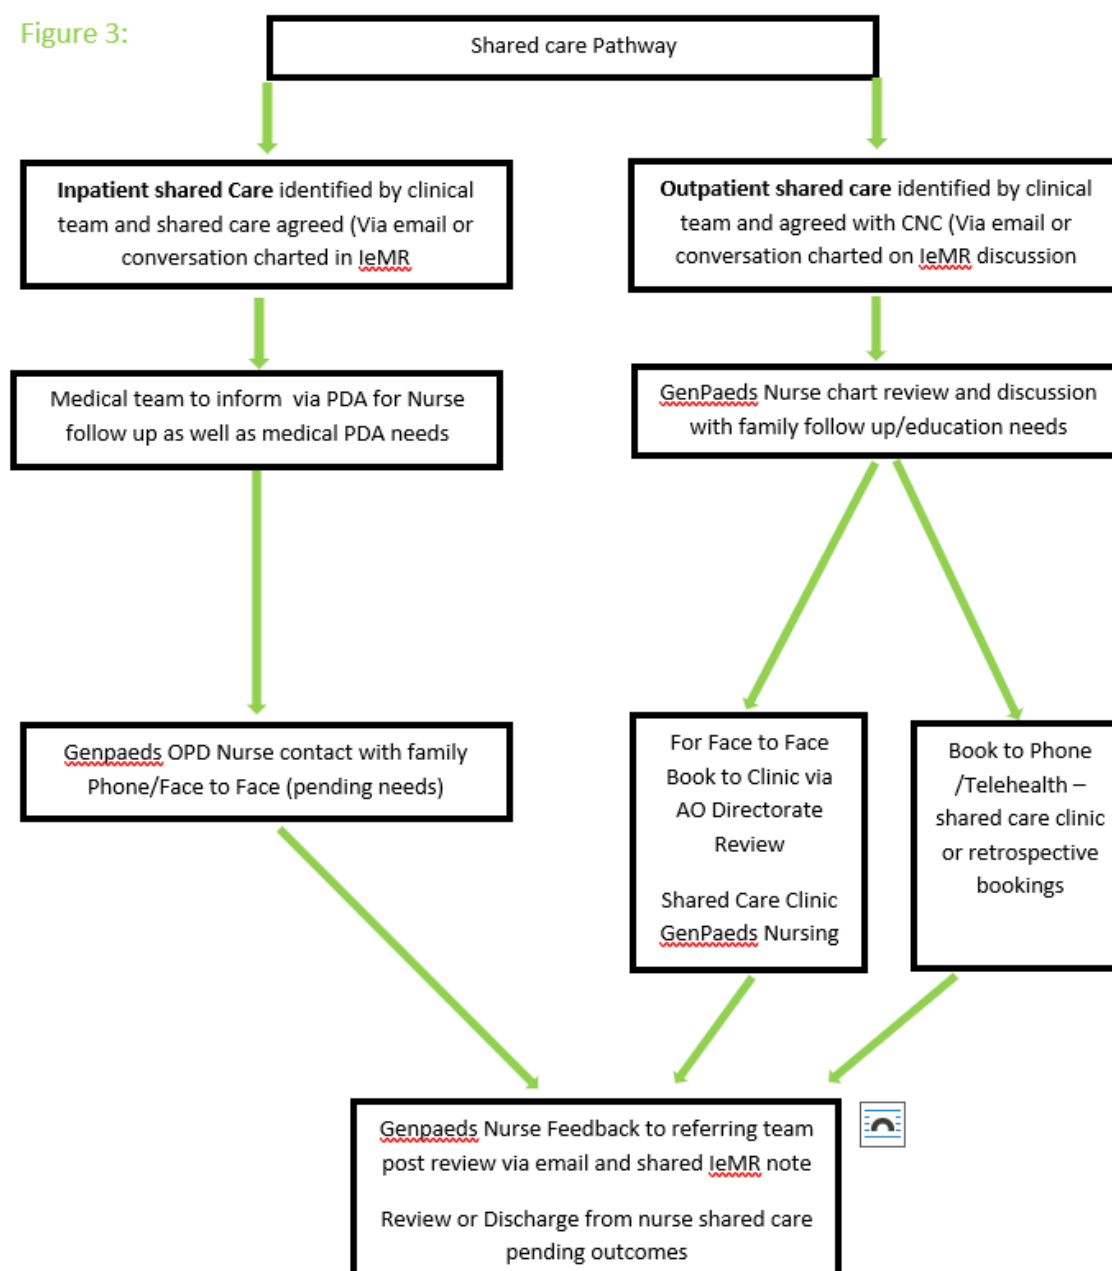 Figure 3:
Shared care Pathway
Inpatient shared Care identified by clinical
team and shared care agreed (Via email or
conversation charted in IeMR
Outpatient shared care identified by clinical
team and agreed with CNC (Via email or
conversation charted on IeMR discussion
Medical team to inform via PDA for Nurse
follow up as well as medical PDA needs
GenPaeds Nurse chart review and discussion
with family follow up/education needs
Genpaeds OPD Nurse contact with family
Phone/Face to Face (pending needs)
For Face to Face
Book to Clinic via
AO Directorate
Review
Shared Care Clinic
GenPaeds Nursing
Book to Phone
/Telehealth –
shared care clinic
or retrospective
bookings
Genpaeds Nurse Feedback to referring team
post review via email and shared IeMR note
Review or Discharge from nurse shared care
pending outcomes